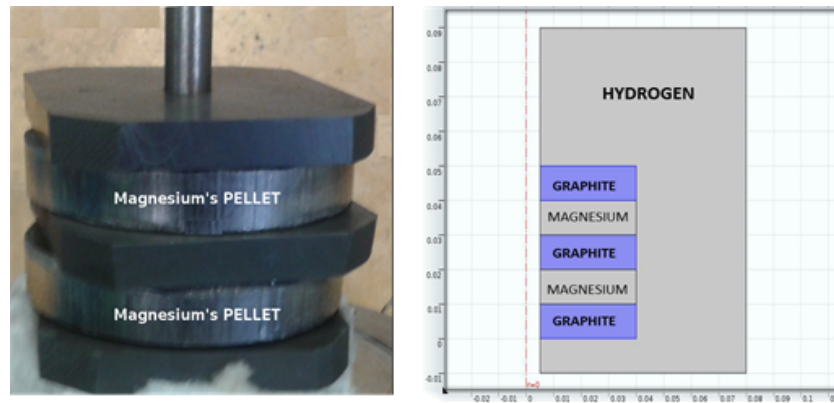 Magnesium's PELLET
Magnesium's PELLET
0.09
0.08
0.07
0.06
0.05
0.04
0.03
0.02
0.01
0
-0.01
HYDROGEN
GRAPHITE
MAGNESIUM
GRAPHITE
MAGNESIUM
GRAPHITE
r=0
-0.02 -0.01 0 0.01 0.02 0.03 0.04 0.05 0.06 0.07 0.08 0.09 0.1